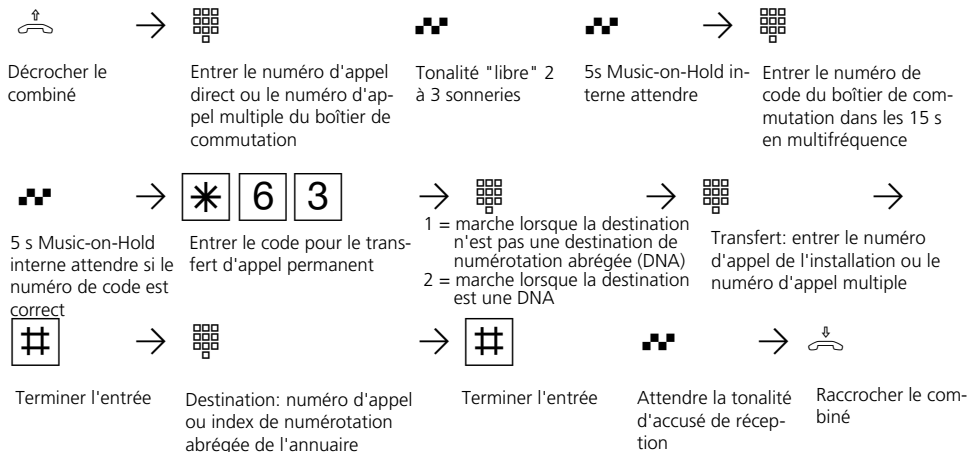 Décrocher le
combiné
Entrer le numéro d'appel
direct ou le numéro d'ap-
pel multiple du boîtier de
commutation
Tonalité "libre" 2
à 3 sonneries
5s Music-on-Hold in-
terne attendre
Entrer le numéro de
code du boîtier de com-
mutation dans les 15 s
en multifréquence
5 s Music-on-Hold
interne attendre si le
numéro de code est
correct
* 6 3
Entrer le code pour le trans-
fert d'appel permanent
1 = marche lorsque la destination
n'est pas une destination de
numérotation abrégée (DNA)
2 = marche lorsque la destination
est une DNA
Transfert: entrer le numéro
d'appel de l'installation ou le
numéro d'appel multiple
#
Terminer l'entrée
Destination: numéro d'appel
ou index de numérotation
abrégée de l'annuaire
#
Terminer l'entrée
Attendre la tonalité
d'accusé de récep-
tion
Raccrocher le com-
biné